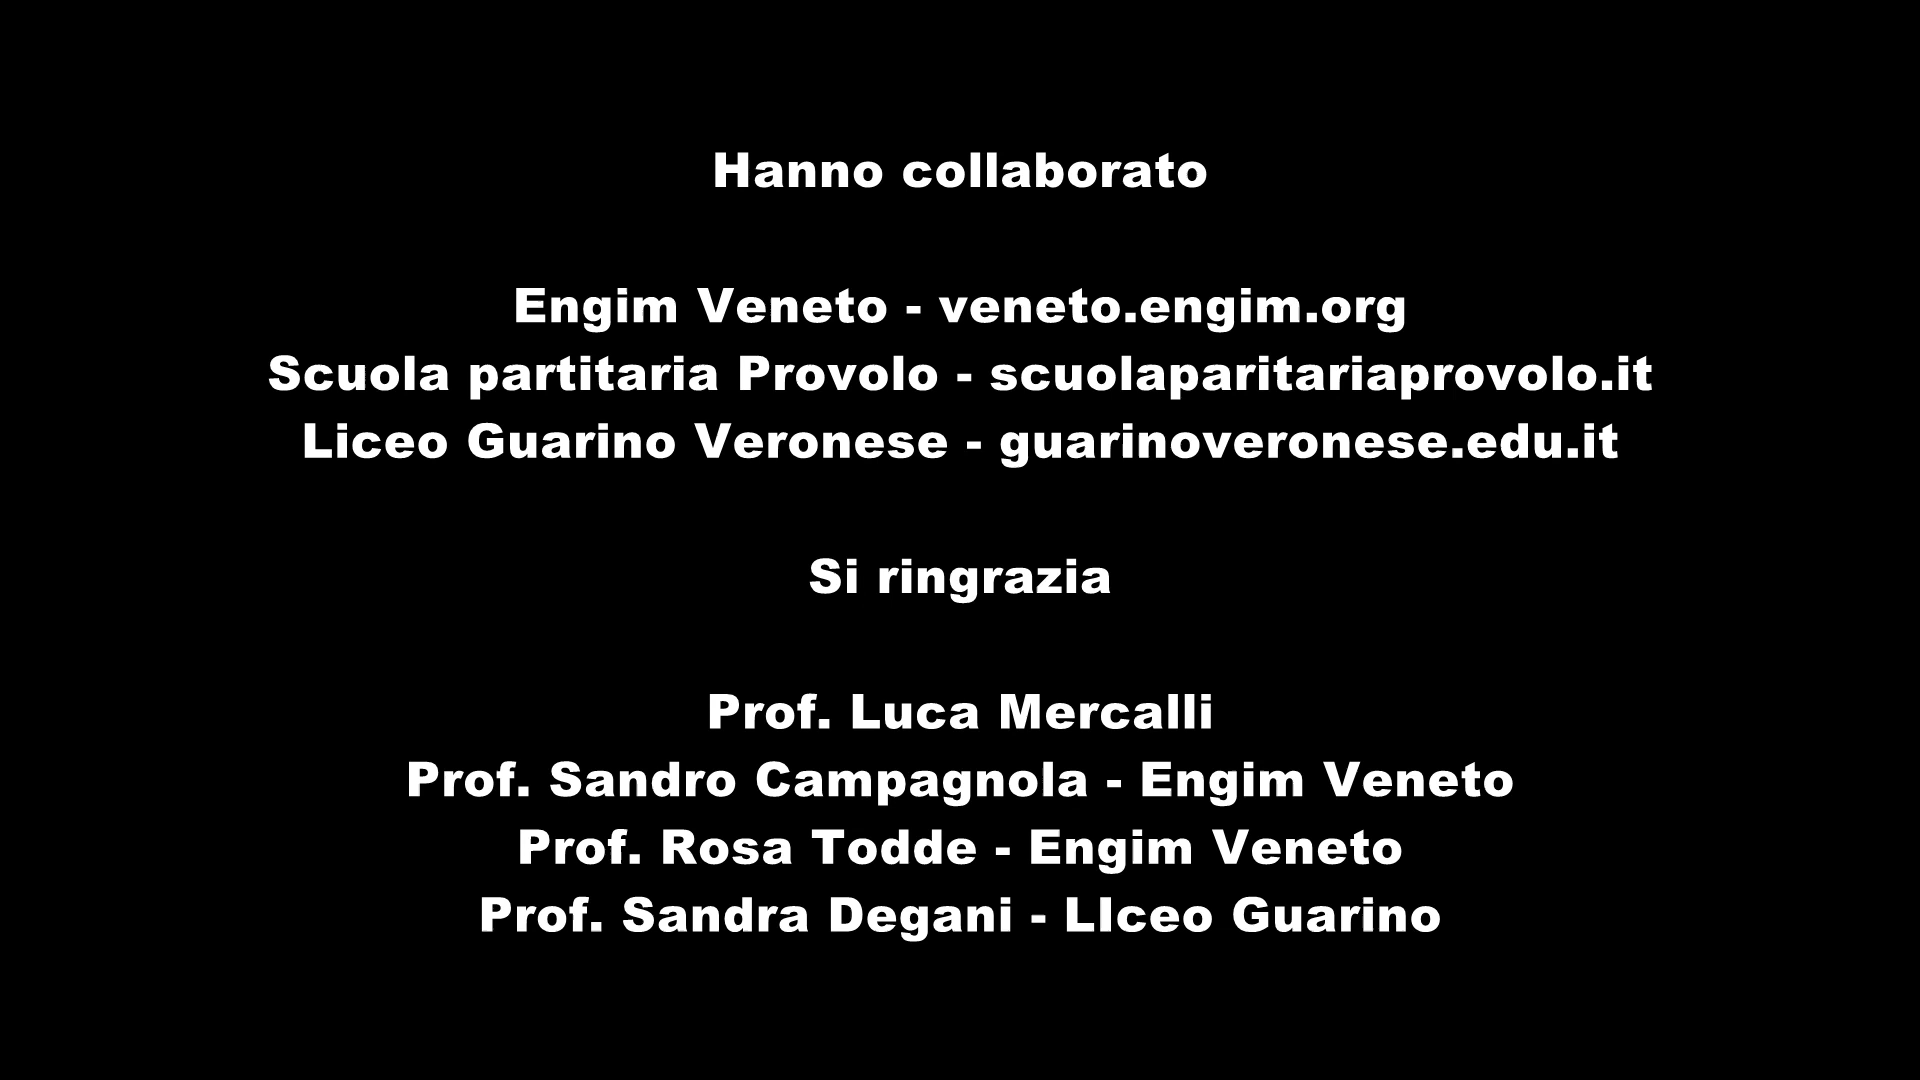 Hanno collaborato
Engim Veneto - veneto.engim.org
Scuola partitaria Provolo - scuolaparitariaprovolo.it
Liceo Guarino Veronese - guarinoveronese.edu.it
Si ringrazia
Prof. Luca Mercalli
Prof. Sandro Campagnola - Engim Veneto
Prof. Rosa Todde - Engim Veneto
Prof. Sandra Degani - LIceo Guarino